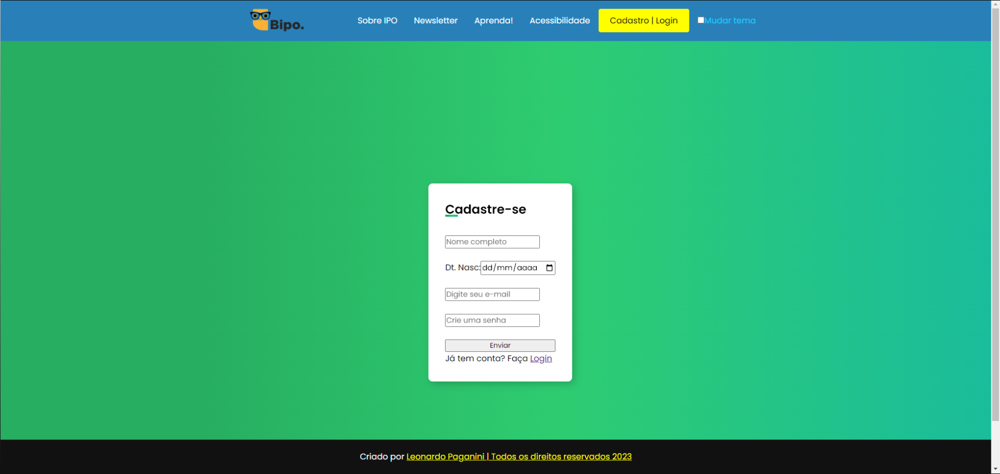 Bipo.
Sobre IPO Newsletter Aprenda! Acessibilidade Cadastro | Login Mudar tema
Cadastre-se
Nome completo
Dt. Nasc: dd/mm/aaaa
Digite seu e-mail
Crie uma senha
Enviar
Já tem conta? Faça Login
Criado por Leonardo Paganini | Todos os direitos reservados 2023